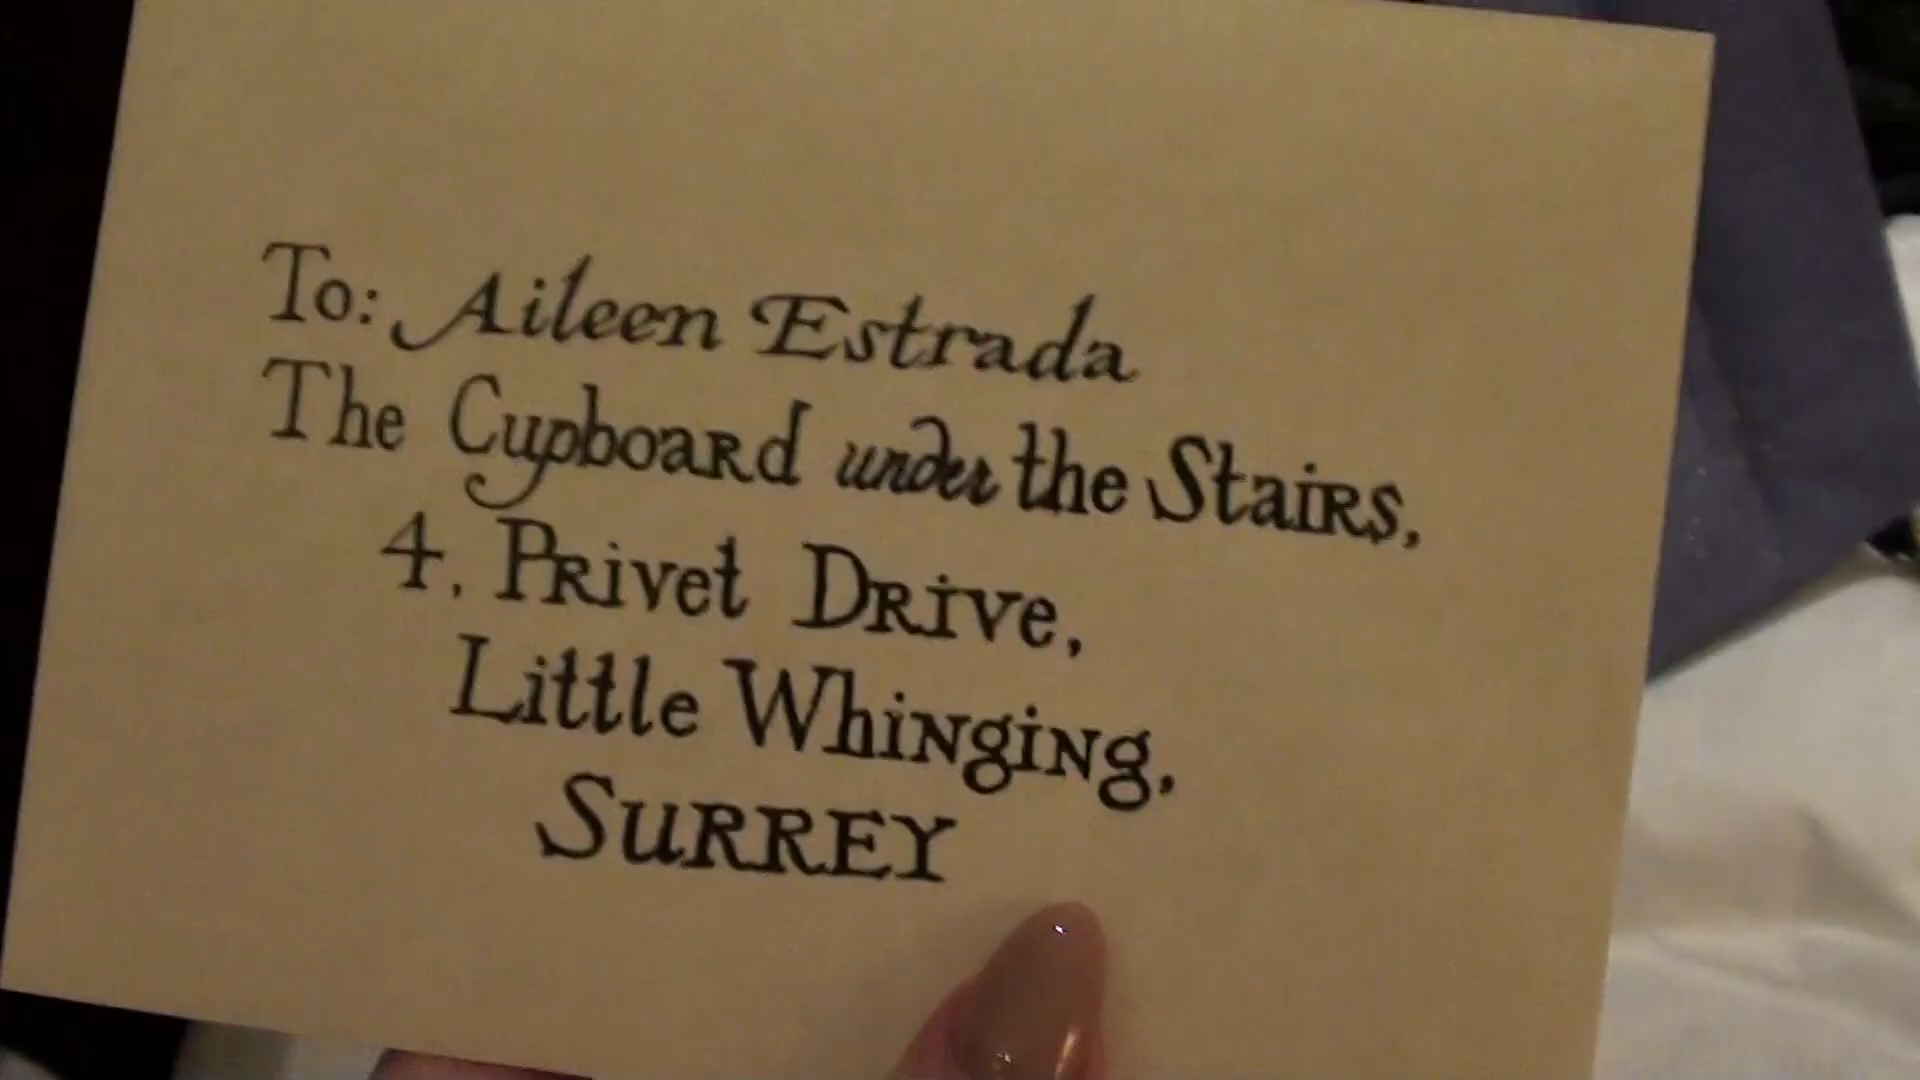 To: Aileen Estrada
The Cupboard under the Stairs,
4, Privet Drive,
Little Whinging,
SURREY